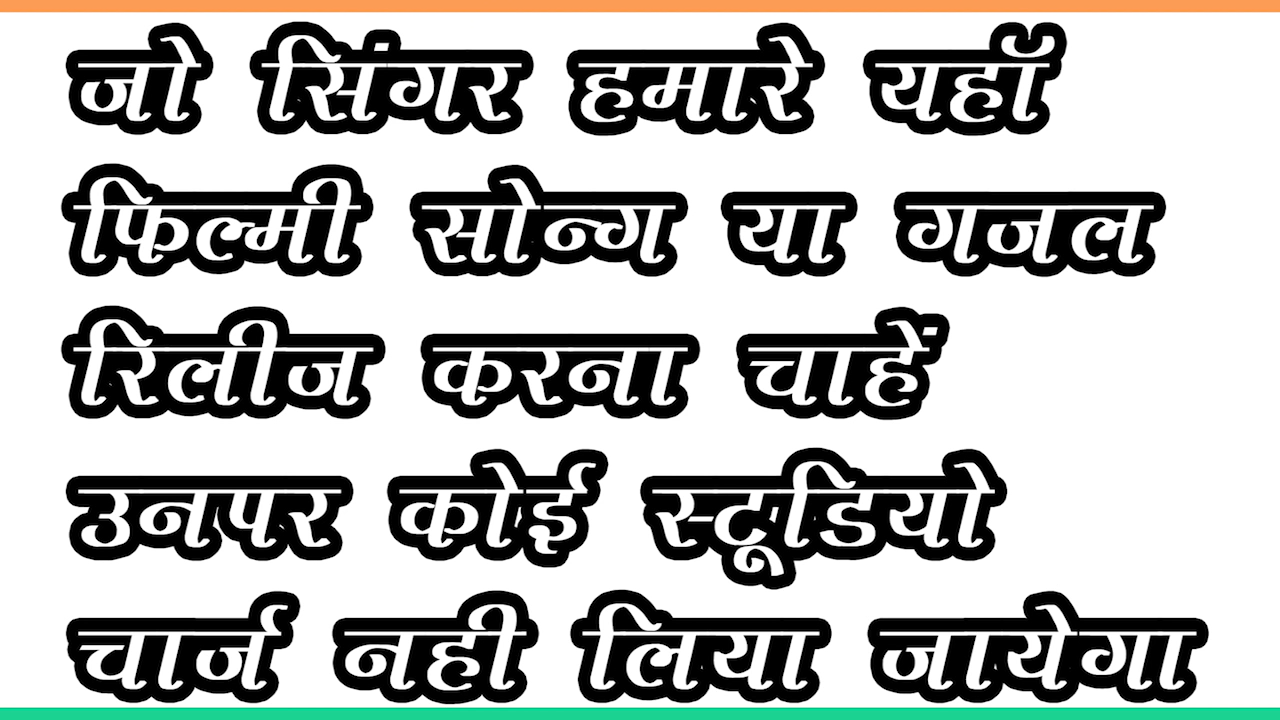 जो सिंगर हमारे यहाँ
फिल्मी सोन्ग या गजल
रिलीज करना चाहें
उनपर कोई स्टूडियो
चार्ज नही लिया जायेगा